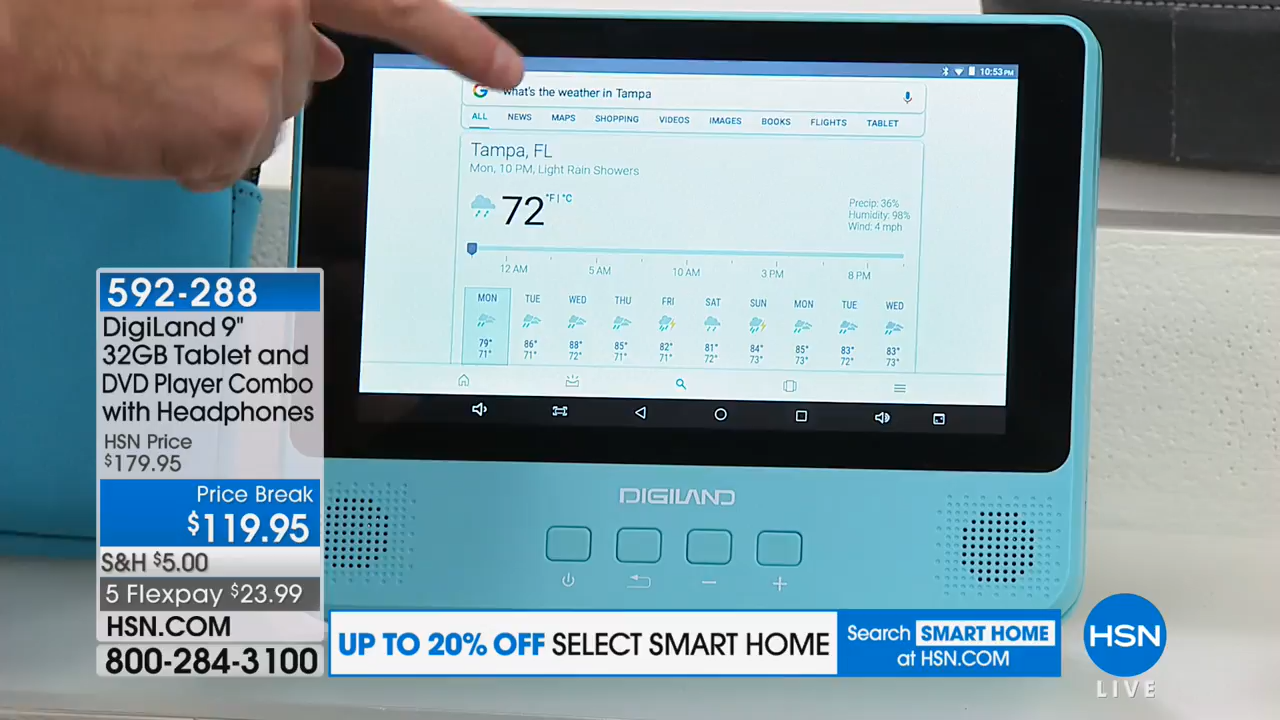 10:53 PM
what's the weather in Tampa
ALL NEWS MAPS SHOPPING VIDEOS IMAGES BOOKS FLIGHTS TABLET
Tampa, FL
Mon, 10 PM, Light Rain Showers
72 °F | °C
Precip: 36%
Humidity: 98%
Wind: 4 mph
12 AM 5 AM 10 AM 3 PM 8 PM
MON TUE WED THU FRI SAT SUN MON TUE WED
79° 86° 88° 85° 82° 81° 84° 85° 83° 83°
71° 71° 72° 71° 71° 72° 73° 73° 72° 73°
DIGILAND
592-288
DigiLand 9"
32GB Tablet and
DVD Player Combo
with Headphones
HSN Price
$179.95
Price Break
$119.95
S&H $5.00
5 Flexpay $23.99
HSN.COM
800-284-3100
UP TO 20% OFF SELECT SMART HOME
Search SMART HOME
at HSN.COM
HSN
LIVE